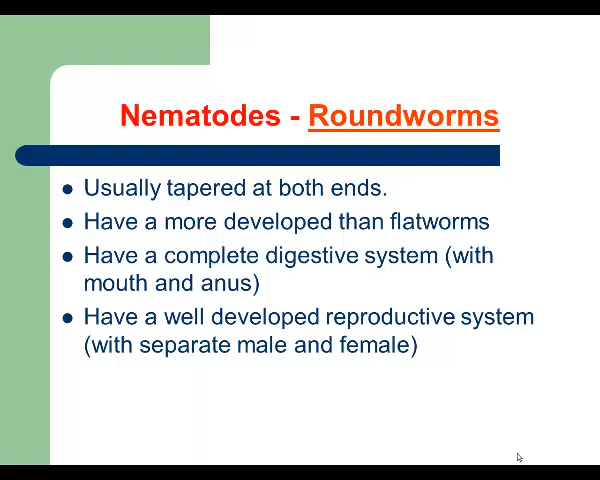 Nematodes - Roundworms
Usually tapered at both ends.
Have a more developed than flatworms
Have a complete digestive system (with
mouth and anus)
Have a well developed reproductive system
(with separate male and female)